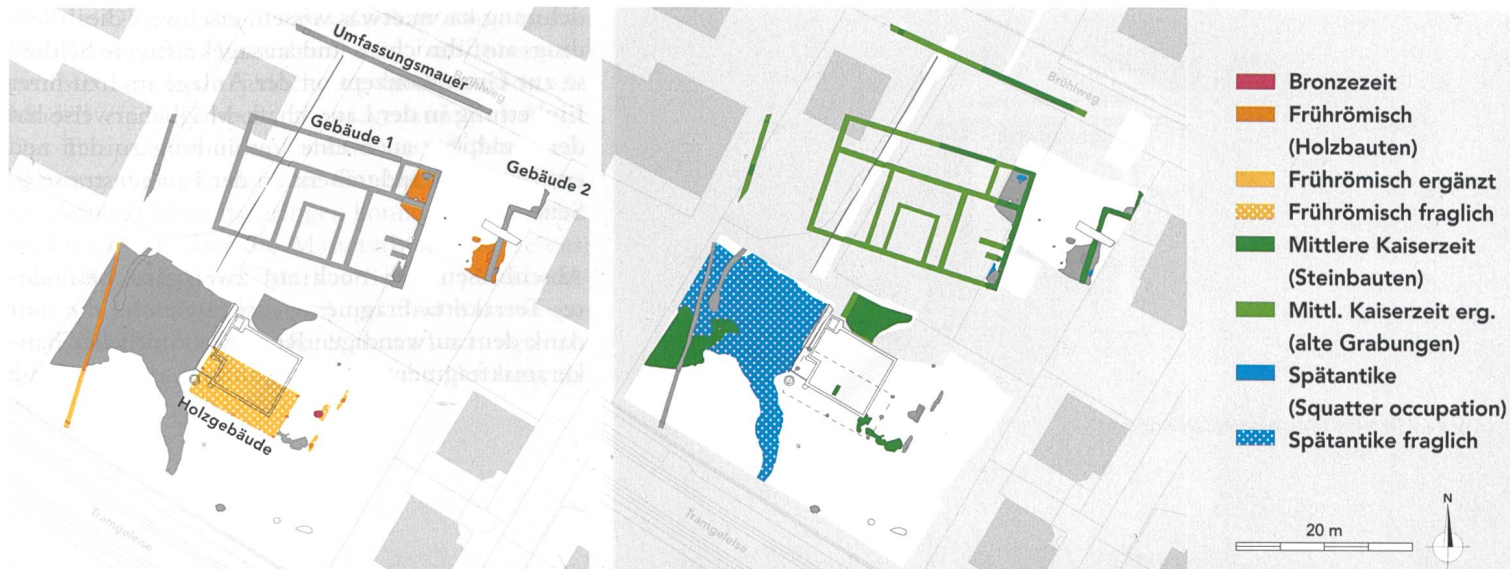 Umfassungsmauer
Brühlweg
Gebäude 1
Gebäude 2
Holzgebäude
Tramgeleise
Brühlweg
Tramgeleise
Bronzezeit
Frührömisch
(Holzbauten)
Frührömisch ergänzt
Frührömisch fraglich
Mittlere Kaiserzeit
(Steinbauten)
Mittl. Kaiserzeit erg.
(alte Grabungen)
Spätantike
(Squatter occupation)
Spätantike fraglich
20 m
N